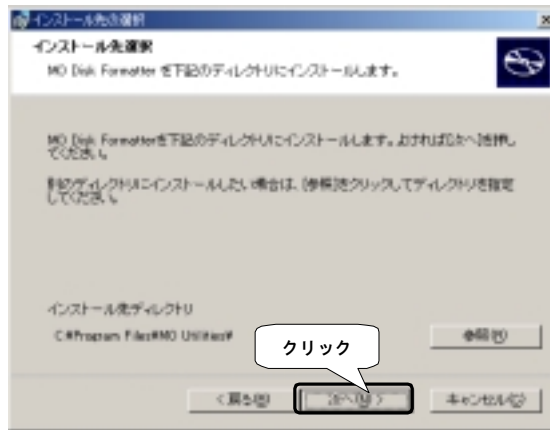 インストール先の選択
インストール先選択
MO Disk Formatter を下記のディレクトリにインストールします。
MO Disk Formatterを下記のディレクトリにインストールします。よければ[次へ]を押し
てください。
別のディレクトリにインストールしたい場合は、[参照]をクリックしてディレクトリを指定
してください。
インストール先ディレクトリ
C:¥Program Files¥MO Utilities¥
参照(R)
クリック
< 戻る(B)
次へ(N) >
キャンセル(C)